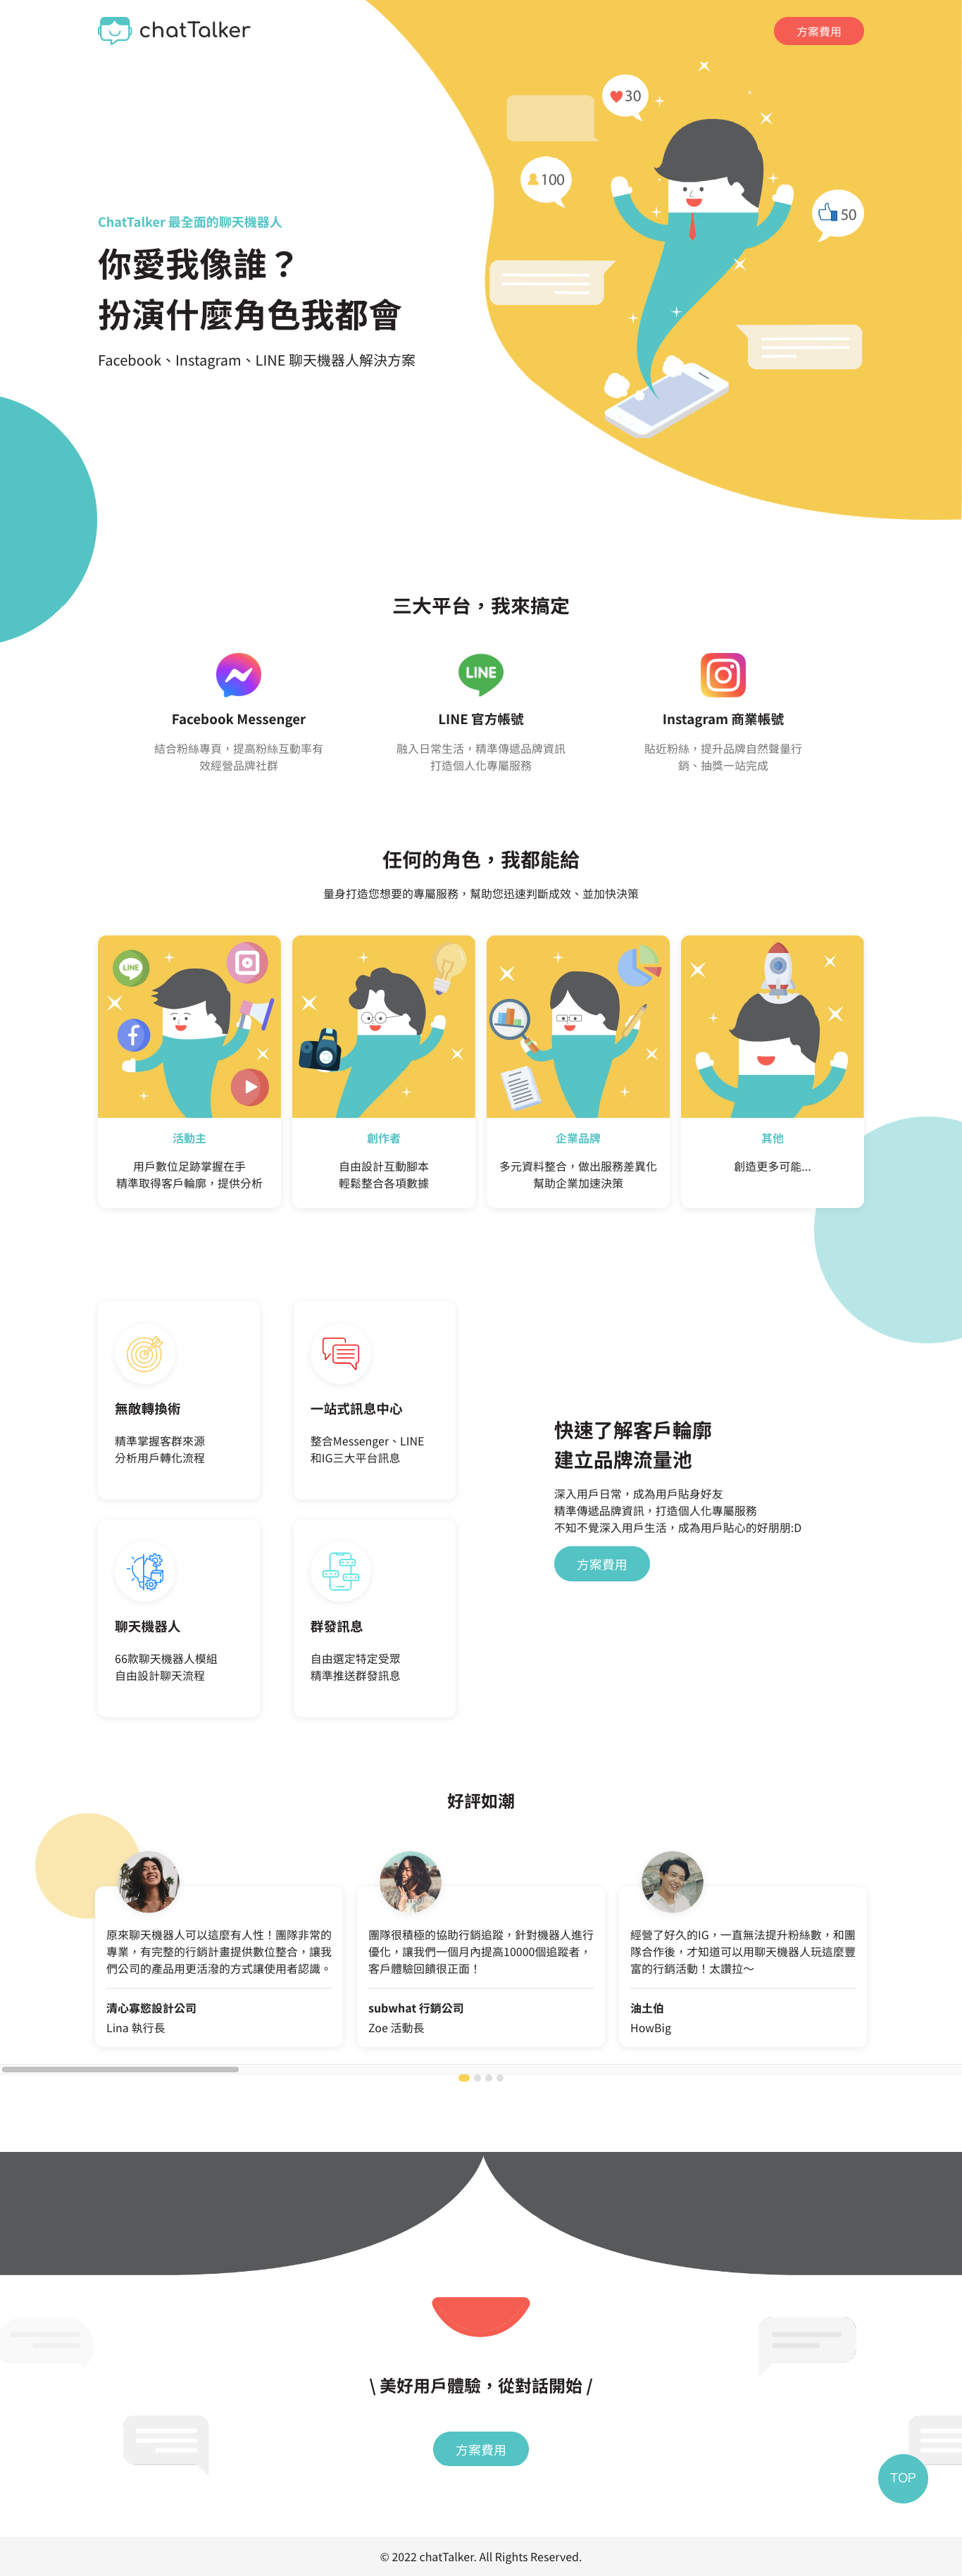 chatTalker
方案費用
30
100
50
ChatTalker 最全面的聊天機器人
你愛我像誰？
扮演什麼角色我都會
Facebook、Instagram、LINE 聊天機器人解決方案
三大平台，我來搞定
LINE
Facebook Messenger
結合粉絲專頁，提高粉絲互動率有
效經營品牌社群
LINE 官方帳號
融入日常生活，精準傳遞品牌資訊
打造個人化專屬服務
Instagram 商業帳號
貼近粉絲，提升品牌自然聲量行
銷、抽獎一站完成
任何的角色，我都能給
量身打造您想要的專屬服務，幫助您迅速判斷成效、並加快決策
LINE
活動主
用戶數位足跡掌握在手
精準取得客戶輪廓，提供分析
創作者
自由設計互動腳本
輕鬆整合各項數據
企業品牌
多元資料整合，做出服務差異化
幫助企業加速決策
其他
創造更多可能...
無敵轉換術
精準掌握客群來源
分析用戶轉化流程
一站式訊息中心
整合Messenger、LINE
和IG三大平台訊息
聊天機器人
66款聊天機器人模組
自由設計聊天流程
群發訊息
自由選定特定受眾
精準推送群發訊息
快速了解客戶輪廓
建立品牌流量池
深入用戶日常，成為用戶貼身好友
精準傳遞品牌資訊，打造個人化專屬服務
不知不覺深入用戶生活，成為用戶貼心的好朋朋:D
方案費用
好評如潮
原來聊天機器人可以這麼有人性！團隊非常的
專業，有完整的行銷計畫提供數位整合，讓我
們公司的產品用更活潑的方式讓使用者認識。
清心寡慾設計公司
Lina 執行長
團隊很積極的協助行銷追蹤，針對機器人進行
優化，讓我們一個月內提高10000個追蹤者，
客戶體驗回饋很正面！
subwhat 行銷公司
Zoe 活動長
經營了好久的IG，一直無法提升粉絲數，和團
隊合作後，才知道可以用聊天機器人玩這麼豐
富的行銷活動！太讚拉～
油土伯
HowBig
\ 美好用戶體驗，從對話開始 /
方案費用
TOP
© 2022 chatTalker. All Rights Reserved.